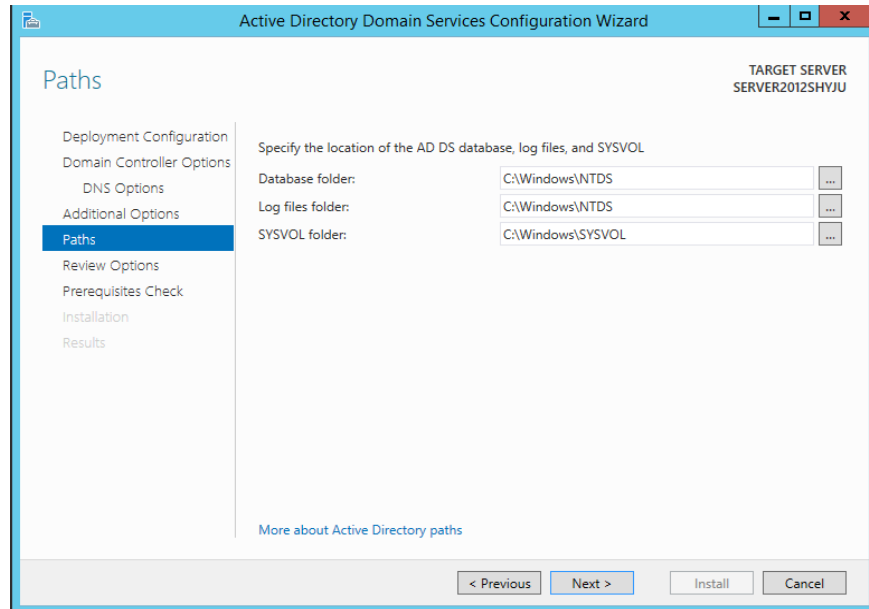 Active Directory Domain Services Configuration Wizard
Paths
TARGET SERVER
SERVER2012SHYJU
Deployment Configuration
Domain Controller Options
DNS Options
Additional Options
Paths
Review Options
Prerequisites Check
Installation
Results
Specify the location of the AD DS database, log files, and SYSVOL
Database folder: C:\Windows\NTDS ...
Log files folder: C:\Windows\NTDS ...
SYSVOL folder: C:\Windows\SYSVOL ...
More about Active Directory paths
< Previous Next > Install Cancel